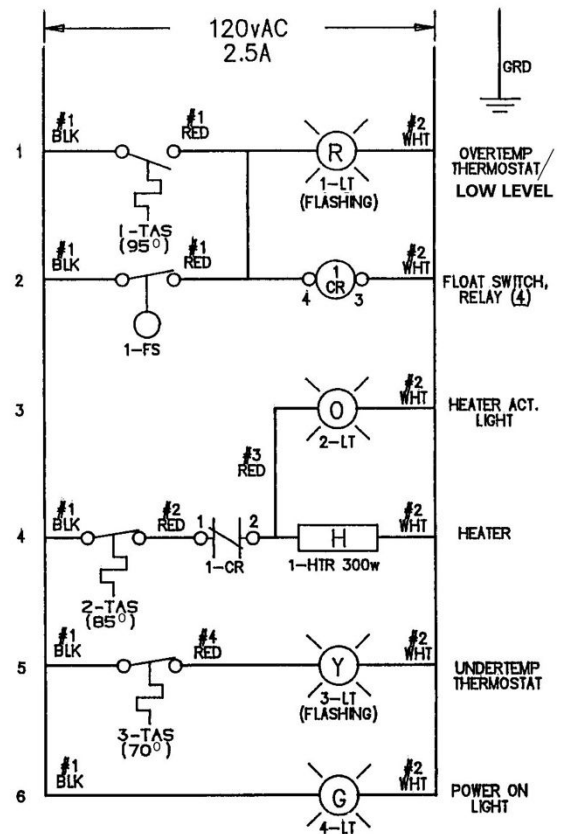 120vAC
2.5A
GRD
#1
BLK
#1
RED
#2
WHT
1
R
OVERTEMP
THERMOSTAT/
LOW LEVEL
1-LT
(FLASHING)
1-TAS
(95°)
#1
BLK
#1
RED
#2
WHT
2
4
1
CR
3
FLOAT SWITCH,
RELAY (4)
1-FS
#2
WHT
3
O
HEATER ACT.
LIGHT
2-LT
#3
RED
#1
BLK
#2
RED
#2
WHT
4
1
2
H
HEATER
1-CR
1-HTR 300w
2-TAS
(85°)
#1
BLK
#4
RED
#2
WHT
5
Y
UNDERTEMP
THERMOSTAT
3-LT
(FLASHING)
3-TAS
(70°)
#1
BLK
#2
WHT
6
G
POWER ON
LIGHT
4-LT